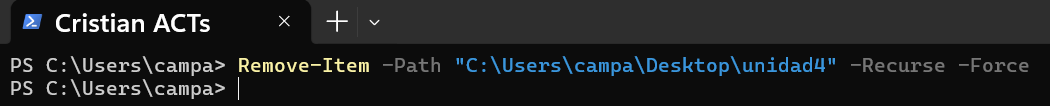 Cristian ACTs
PS C:\Users\campa> Remove-Item -Path "C:\Users\campa\Desktop\unidad4" -Recurse -Force
PS C:\Users\campa>